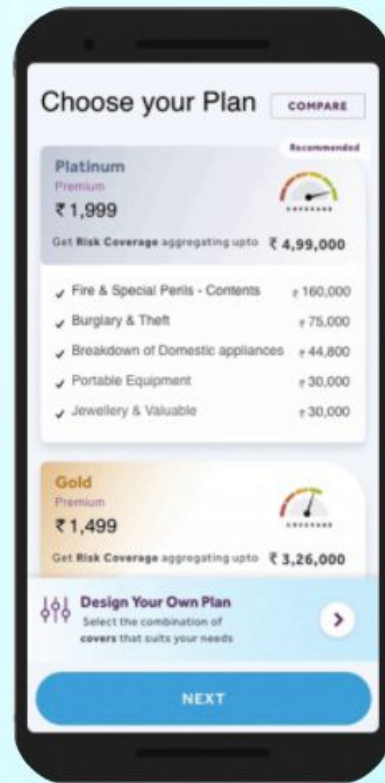 Choose your Plan
COMPARE
Recommended
Platinum
Premium
₹ 1,999
COVERAGE
Get Risk Coverage aggregating upto ₹ 4,99,000
Fire & Special Perils - Contents ₹ 160,000
Burglary & Theft ₹ 75,000
Breakdown of Domestic appliances ₹ 44,800
Portable Equipment ₹ 30,000
Jewellery & Valuable ₹ 30,000
Gold
Premium
₹ 1,499
COVERAGE
Get Risk Coverage aggregating upto ₹ 3,26,000
Design Your Own Plan
Select the combination of
covers that suits your needs
NEXT